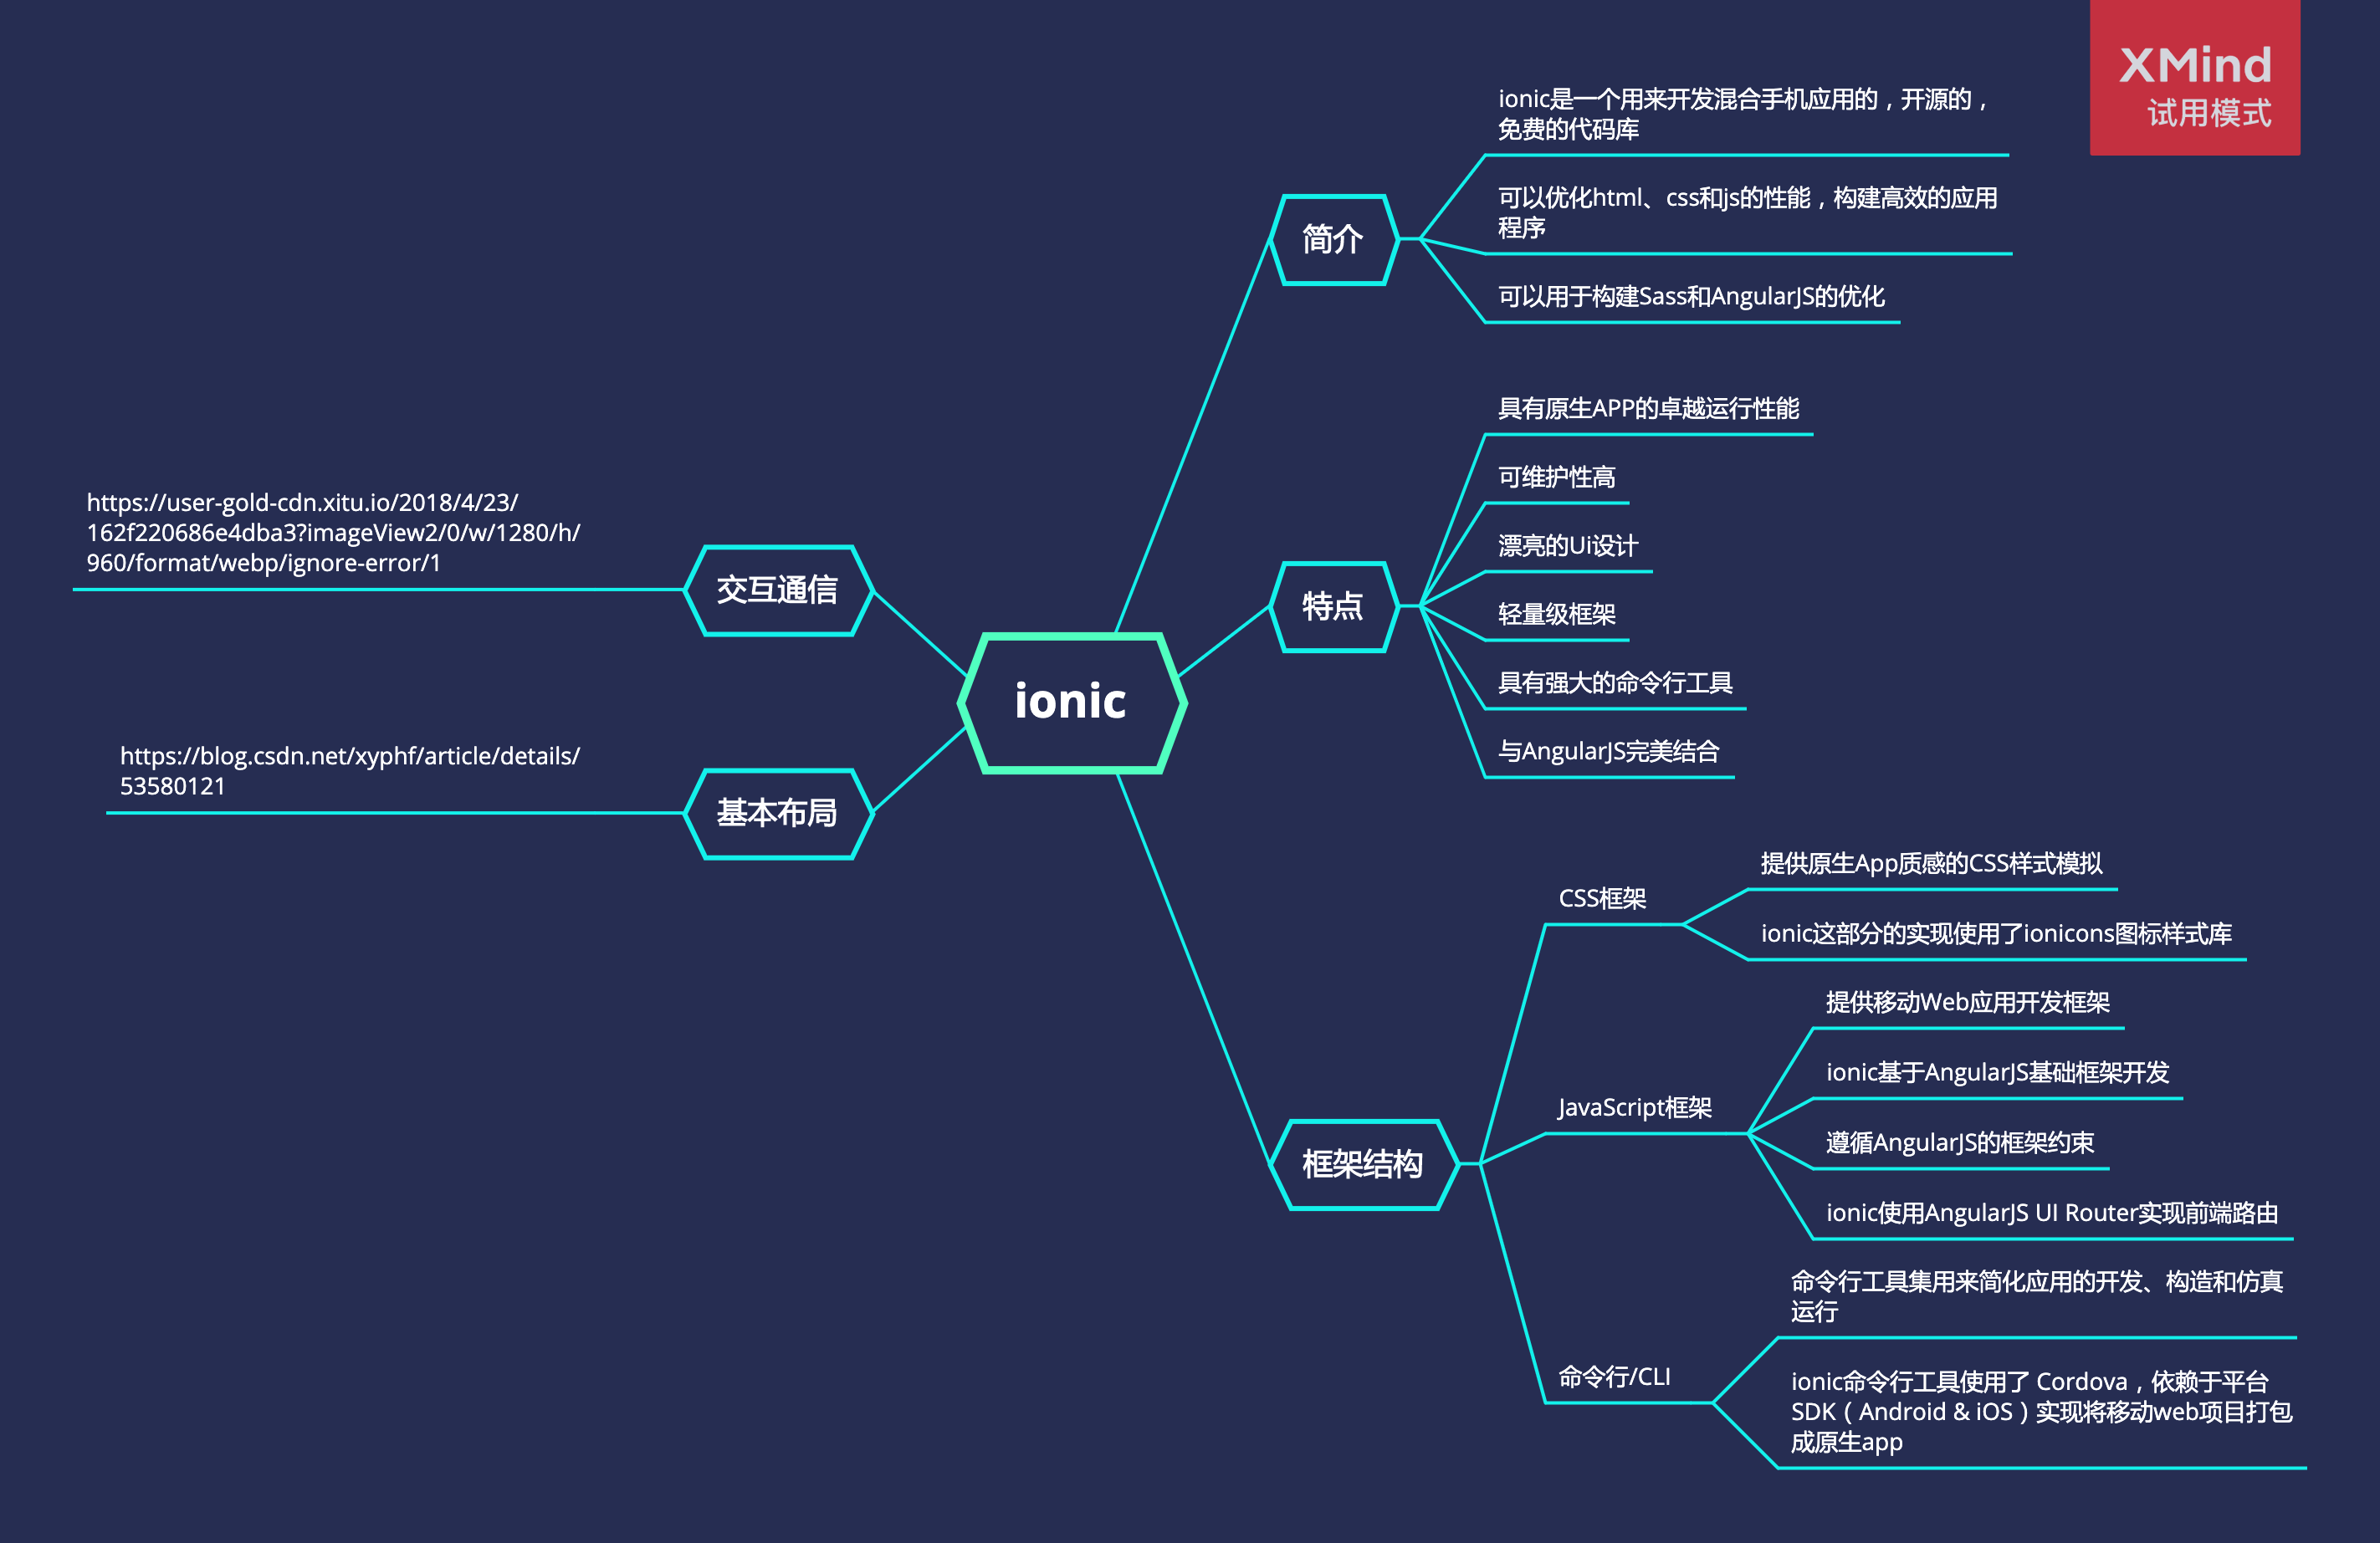 XMind
试用模式
ionic
简介
ionic是一个用来开发混合手机应用的，开源的，
免费的代码库
可以优化html、css和js的性能，构建高效的应用
程序
可以用于构建Sass和AngularJS的优化
特点
具有原生APP的卓越运行性能
可维护性高
漂亮的Ui设计
轻量级框架
具有强大的命令行工具
与AngularJS完美结合
框架结构
CSS框架
提供原生App质感的CSS样式模拟
ionic这部分的实现使用了ionicons图标样式库
JavaScript框架
提供移动Web应用开发框架
ionic基于AngularJS基础框架开发
遵循AngularJS的框架约束
ionic使用AngularJS UI Router实现前端路由
命令行/CLI
命令行工具集用来简化应用的开发、构造和仿真
运行
ionic命令行工具使用了 Cordova，依赖于平台
SDK（Android & iOS）实现将移动web项目打包
成原生app
交互通信
https://user-gold-cdn.xitu.io/2018/4/23/
162f220686e4dba3?imageView2/0/w/1280/h/
960/format/webp/ignore-error/1
基本布局
https://blog.csdn.net/xyphf/article/details/
53580121